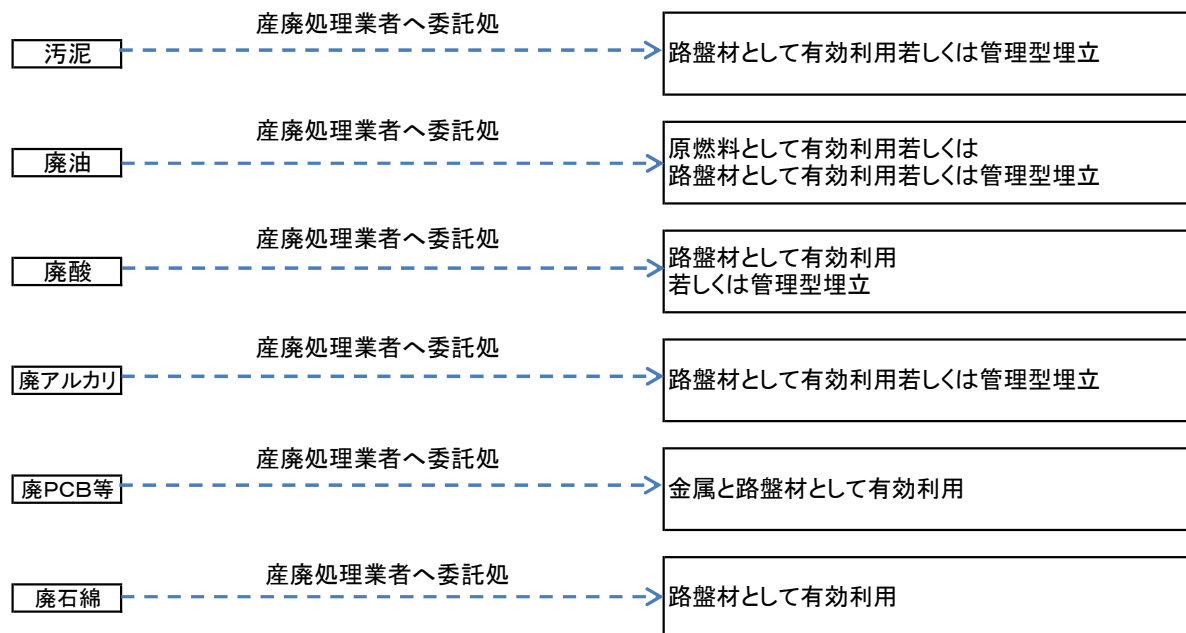 産廃処理業者へ委託処
汚泥
路盤材として有効利用若しくは管理型埋立
産廃処理業者へ委託処
廃油
原燃料として有効利用若しくは
路盤材として有効利用若しくは管理型埋立
産廃処理業者へ委託処
廃酸
路盤材として有効利用
若しくは管理型埋立
産廃処理業者へ委託処
廃アルカリ
路盤材として有効利用若しくは管理型埋立
産廃処理業者へ委託処
廃PCB等
金属と路盤材として有効利用
産廃処理業者へ委託処
廃石綿
路盤材として有効利用